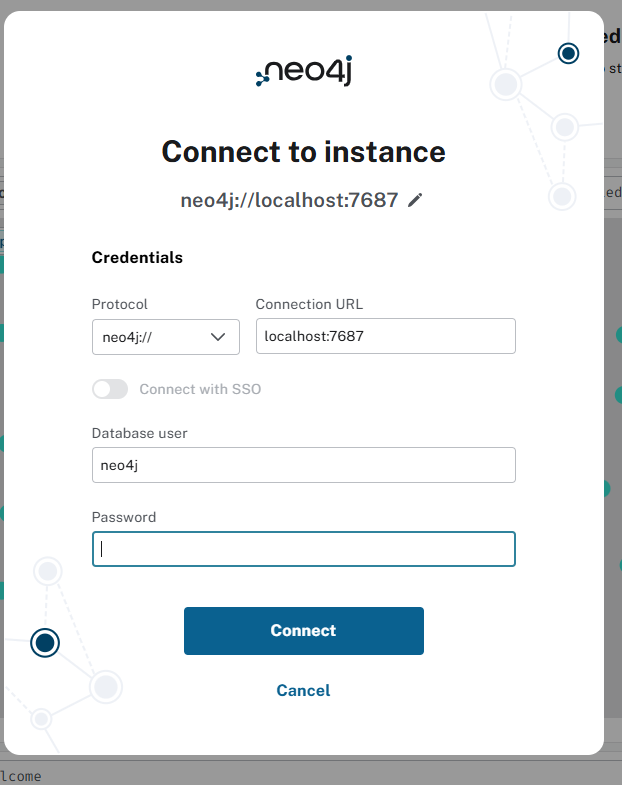 neo4j
ed
st
Connect to instance
neo4j://localhost:7687
ed
Credentials
Protocol
Connection URL
neo4j://
localhost:7687
Connect with SSO
Database user
neo4j
Password
Connect
Cancel
lcome